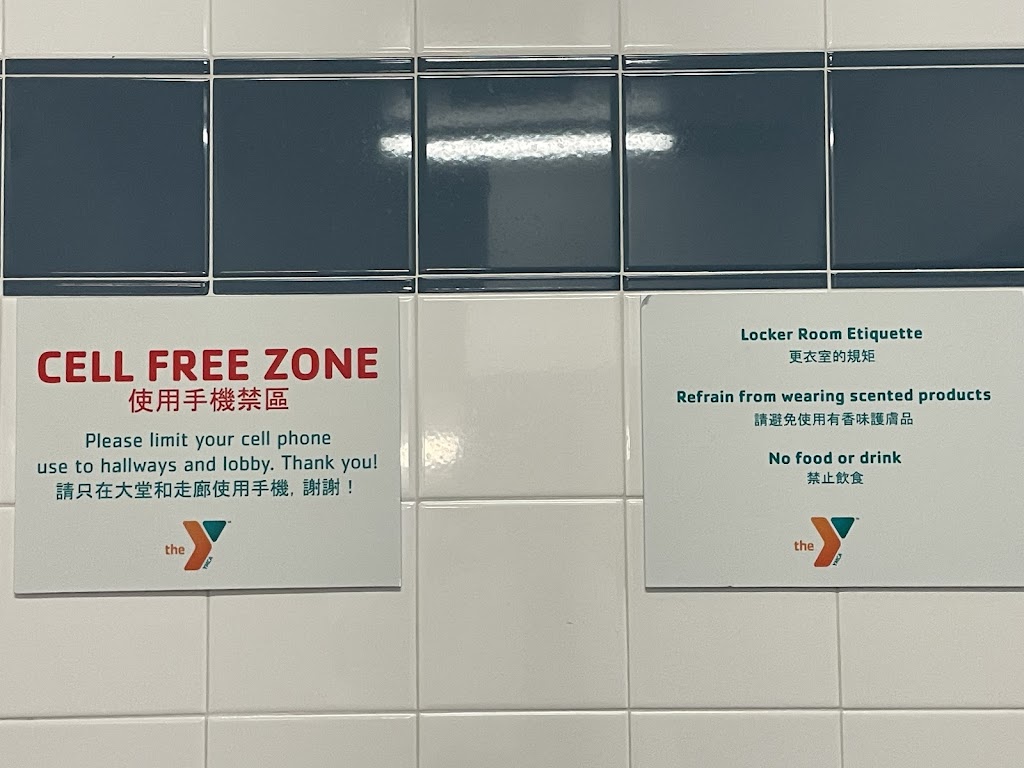 CELL FREE ZONE
使用手機禁區
Please limit your cell phone
use to hallways and lobby. Thank you!
請只在大堂和走廊使用手機, 謝謝！
the Y
YMCA
Locker Room Etiquette
更衣室的規矩
Refrain from wearing scented products
請避免使用有香味護膚品
No food or drink
禁止飲食
the Y
YMCA